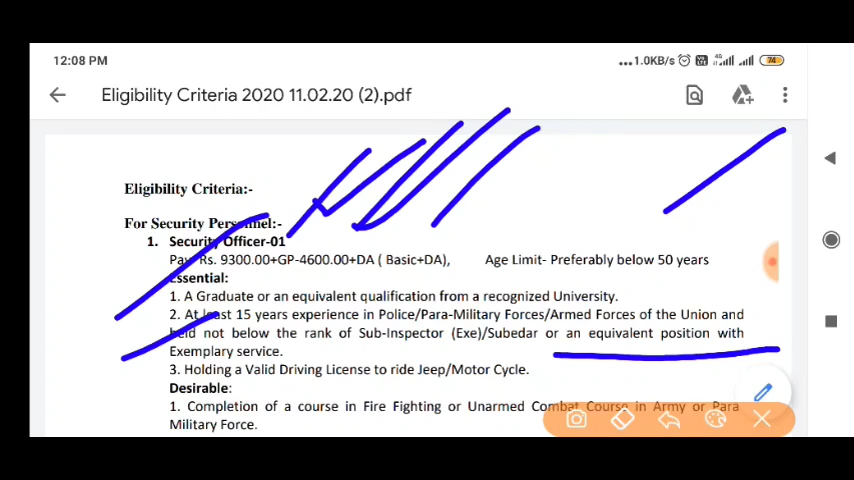 12:08 PM
...1.0KB/s 4G 74
Eligibility Criteria 2020 11.02.20 (2).pdf
Eligibility Criteria:-
For Security Personnel:-
1. Security Officer-01
Pay Rs. 9300.00+GP-4600.00+DA ( Basic+DA), Age Limit- Preferably below 50 years
Essential:
1. A Graduate or an equivalent qualification from a recognized University.
2. At least 15 years experience in Police/Para-Military Forces/Armed Forces of the Union and
held not below the rank of Sub-Inspector (Exe)/Subedar or an equivalent position with
Exemplary service.
3. Holding a Valid Driving License to ride Jeep/Motor Cycle.
Desirable:
1. Completion of a course in Fire Fighting or Unarmed Combat Course in Army or Para
Military Force.